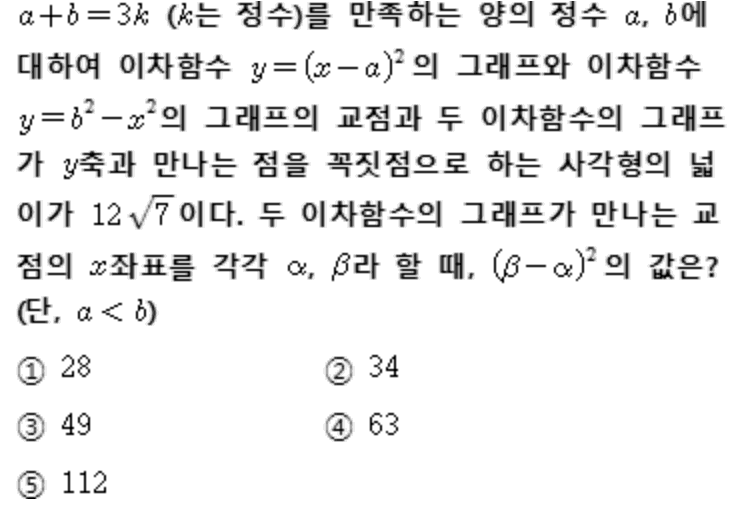 a+b=3k (k는 정수)를 만족하는 양의 정수 a, b에
대하여 이차함수 y=(x-a)²의 그래프와 이차함수
y=b²-x²의 그래프의 교점과 두 이차함수의 그래프
가 y축과 만나는 점을 꼭짓점으로 하는 사각형의 넓
이가 12√7이다. 두 이차함수의 그래프가 만나는 교
점의 x좌표를 각각 α, β라 할 때, (β-α)²의 값은?
(단, a < b)
① 28 ② 34
③ 49 ④ 63
⑤ 112